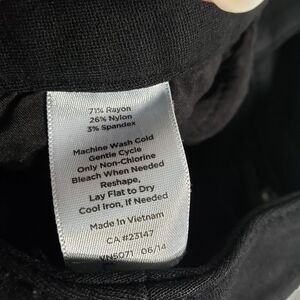 71% Rayon
26% Nylon
3% Spandex
Machine Wash Cold
Gentle Cycle
Only Non-Chlorine
Bleach When Needed
Reshape,
Lay Flat to Dry
Cool Iron, If Needed
Made In Vietnam
CA #23147
VN5071 06/14